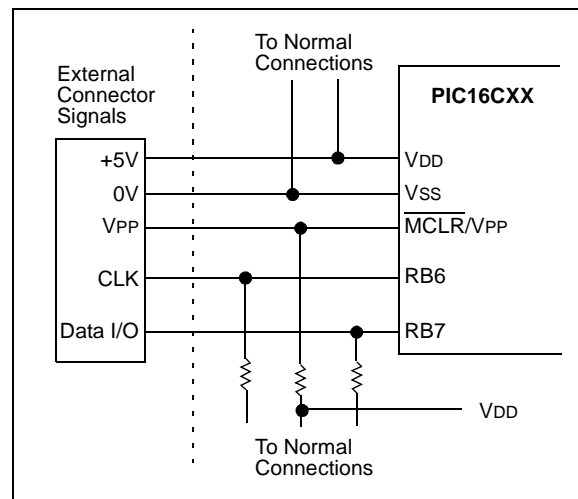 To Normal
Connections
External
Connector
Signals
PIC16CXX
+5V
VDD
0V
VSS
VPP
MCLR/VPP
CLK
RB6
Data I/O
RB7
VDD
To Normal
Connections